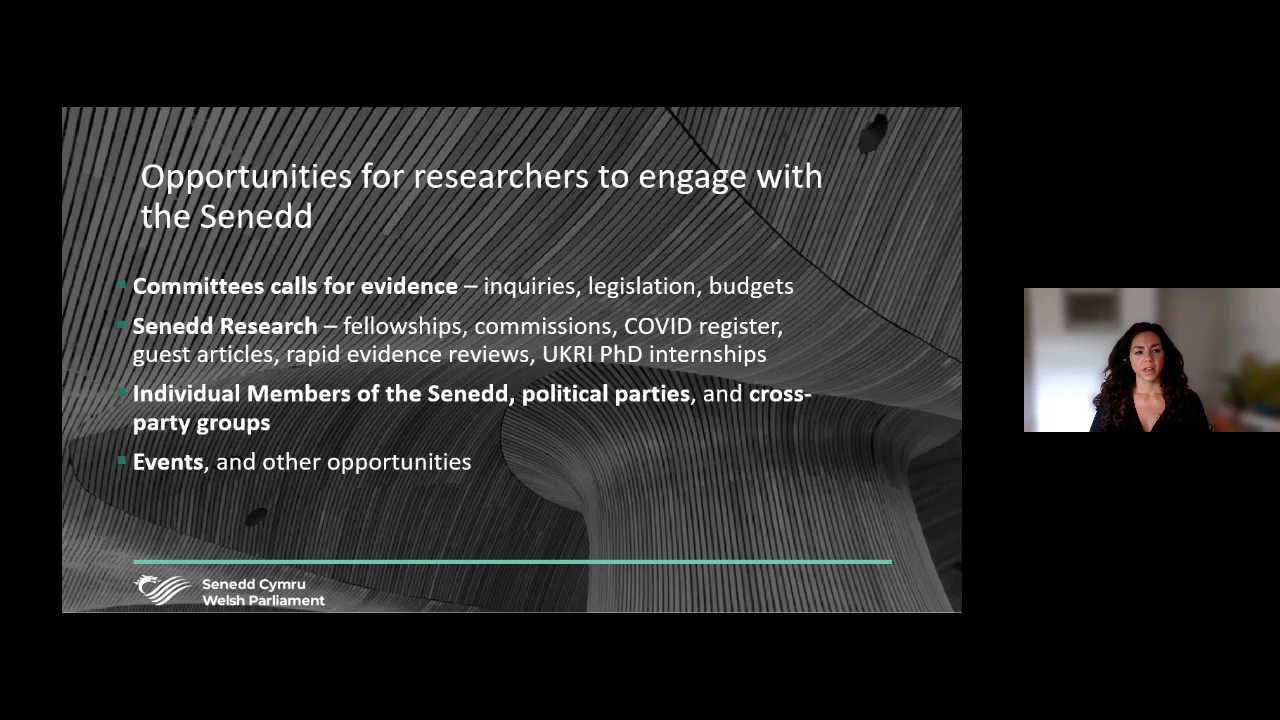 Opportunities for researchers to engage with
the Senedd
Committees calls for evidence – inquiries, legislation, budgets
Senedd Research – fellowships, commissions, COVID register,
guest articles, rapid evidence reviews, UKRI PhD internships
Individual Members of the Senedd, political parties, and cross-
party groups
Events, and other opportunities
Senedd Cymru
Welsh Parliament